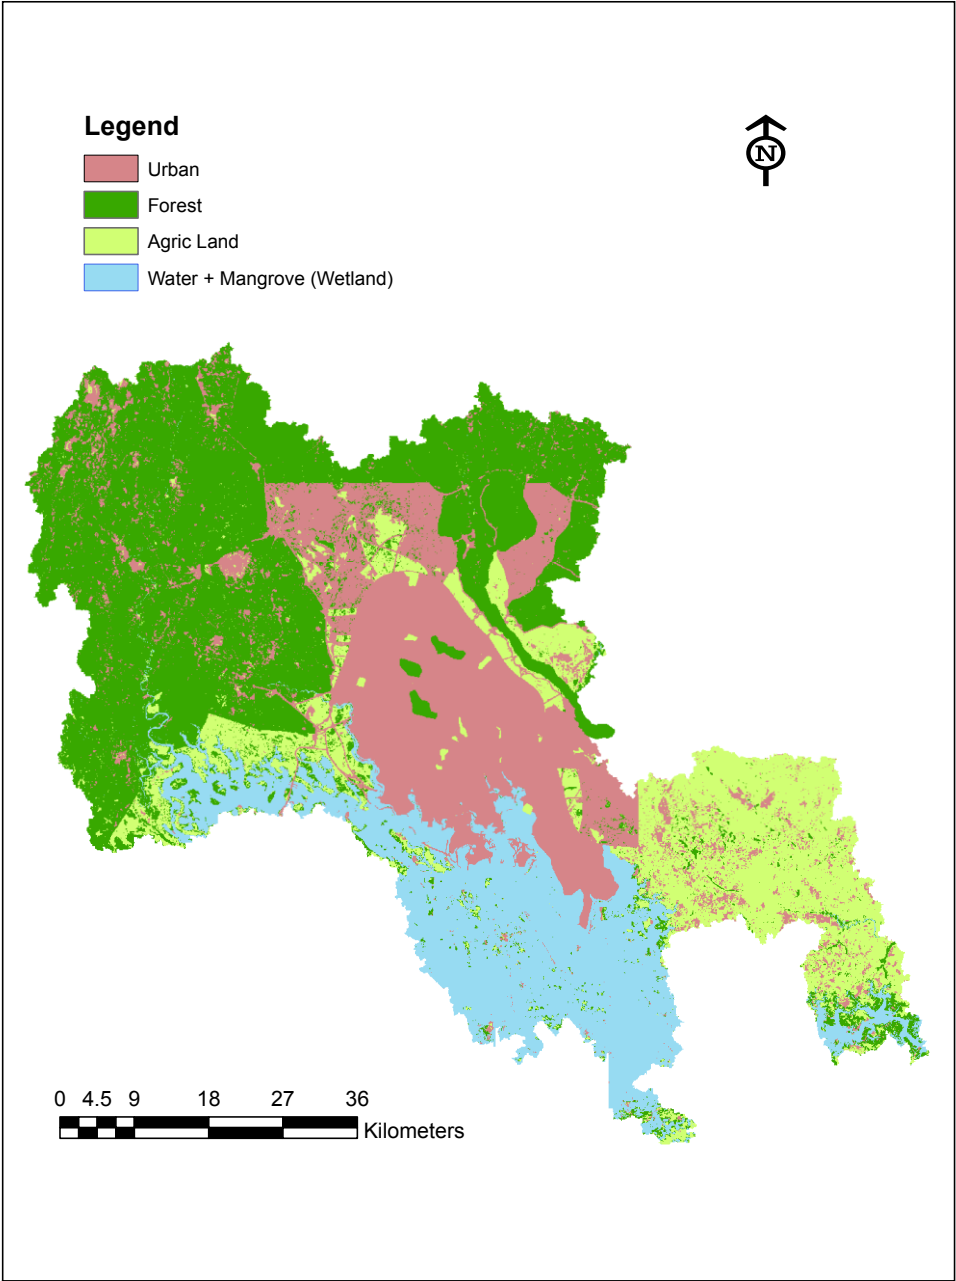 Legend
N
Urban
Forest
Agric Land
Water + Mangrove (Wetland)
0 4.5 9 18 27 36
Kilometers